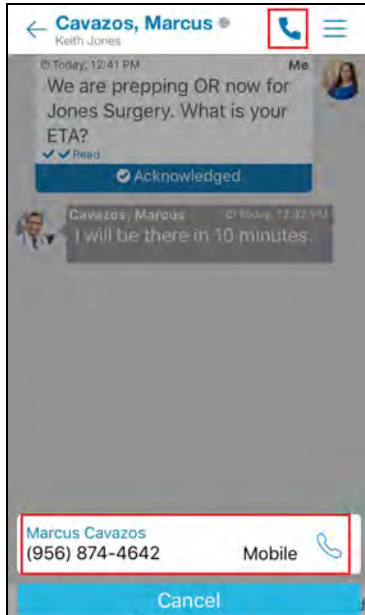 Cavazos, Marcus
Keith Jones
Today, 12:41 PM Me
We are prepping OR now for
Jones Surgery. What is your
ETA?
Read
Acknowledged
Cavazos, Marcus Today, 12:42 PM
I will be there in 10 minutes.
Marcus Cavazos
(956) 874-4642 Mobile
Cancel